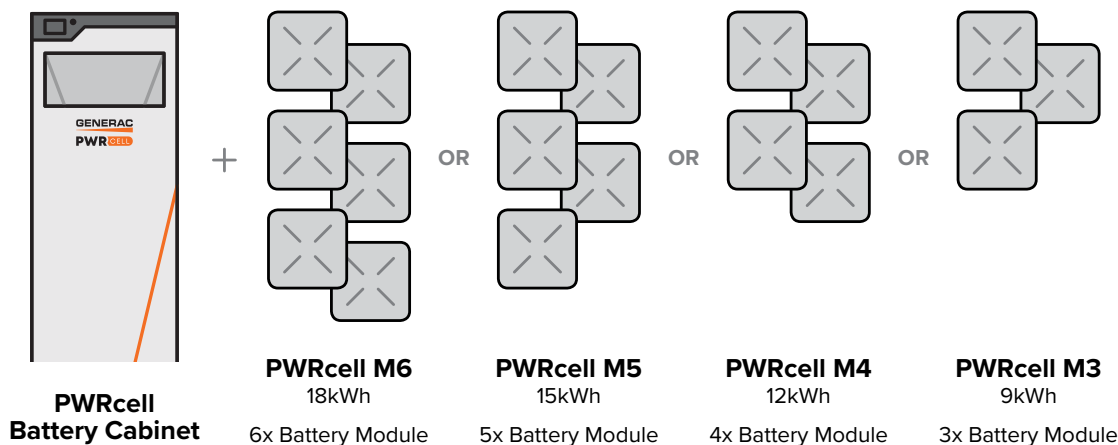 GENERAC
PWRCELL
+
OR
OR
OR
PWRcell
Battery Cabinet
PWRcell M6
18kWh
6x Battery Module
PWRcell M5
15kWh
5x Battery Module
PWRcell M4
12kWh
4x Battery Module
PWRcell M3
9kWh
3x Battery Module